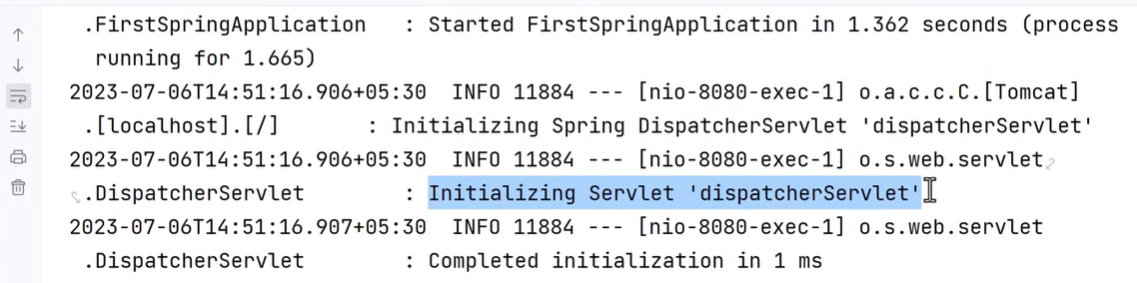 .FirstSpringApplication   : Started FirstSpringApplication in 1.362 seconds (process
running for 1.665)
2023-07-06T14:51:16.906+05:30  INFO 11884 --- [nio-8080-exec-1] o.a.c.c.C.[Tomcat]
.[localhost].[/]       : Initializing Spring DispatcherServlet 'dispatcherServlet'
2023-07-06T14:51:16.906+05:30  INFO 11884 --- [nio-8080-exec-1] o.s.web.servlet
.DispatcherServlet        : Initializing Servlet 'dispatcherServlet'
2023-07-06T14:51:16.907+05:30  INFO 11884 --- [nio-8080-exec-1] o.s.web.servlet
.DispatcherServlet        : Completed initialization in 1 ms